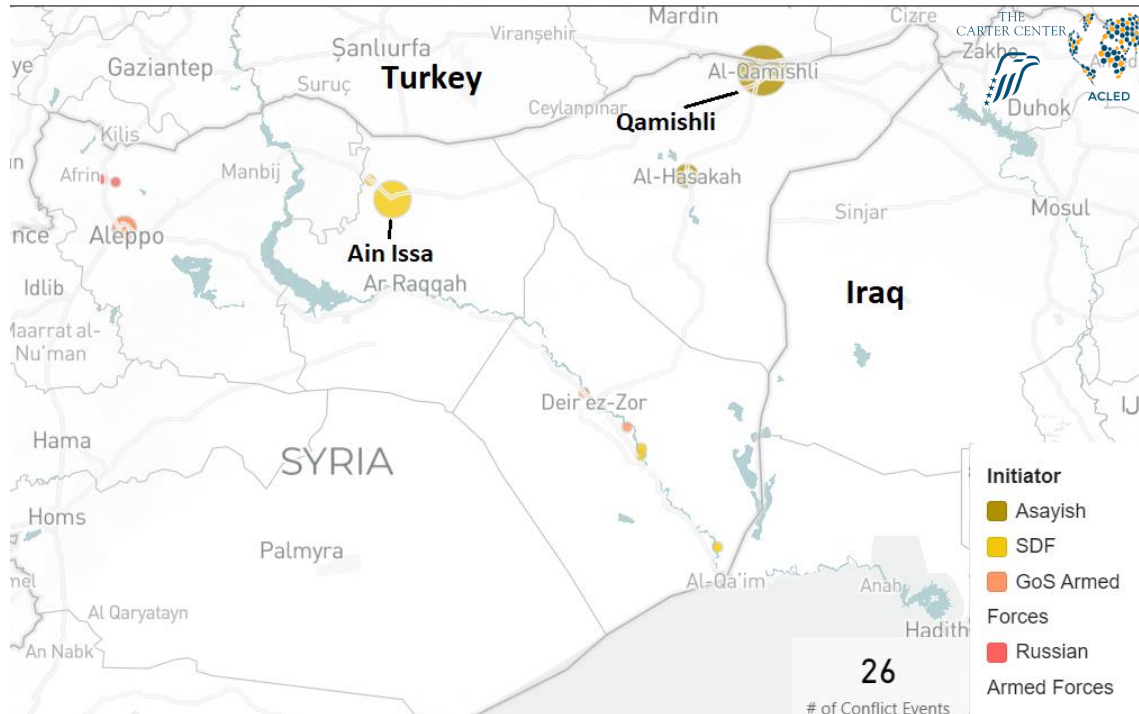 Mardin
Cizre
THE
CARTER CENTER
Viranşehir
Şanlıurfa
Zakho
Gaziantep
Turkey
Al-Qamishli
Suruç
ACLED
Ceylanpınar
Duhok
Qamishli
Kilis
Afrin
Manbij
Al-Hasakah
Sinjar
Mosul
Aleppo
Ain Issa
Idlib
Ar-Raqqah
Iraq
Maarrat al-
Nu'man
Deir ez-Zor
Hama
SYRIA
Initiator
Asayish
Homs
SDF
Palmyra
GoS Armed
Forces
Al-Qa'im
Anah
Al Qaryatayn
Hadith
An Nabk
Russian
Armed Forces
26
# of Conflict Events